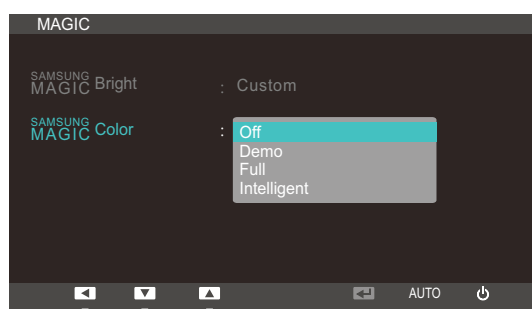 MAGIC
SAMSUNG
MAGIC Bright : Custom
SAMSUNG
MAGIC Color : Off
Demo
Full
Intelligent
AUTO